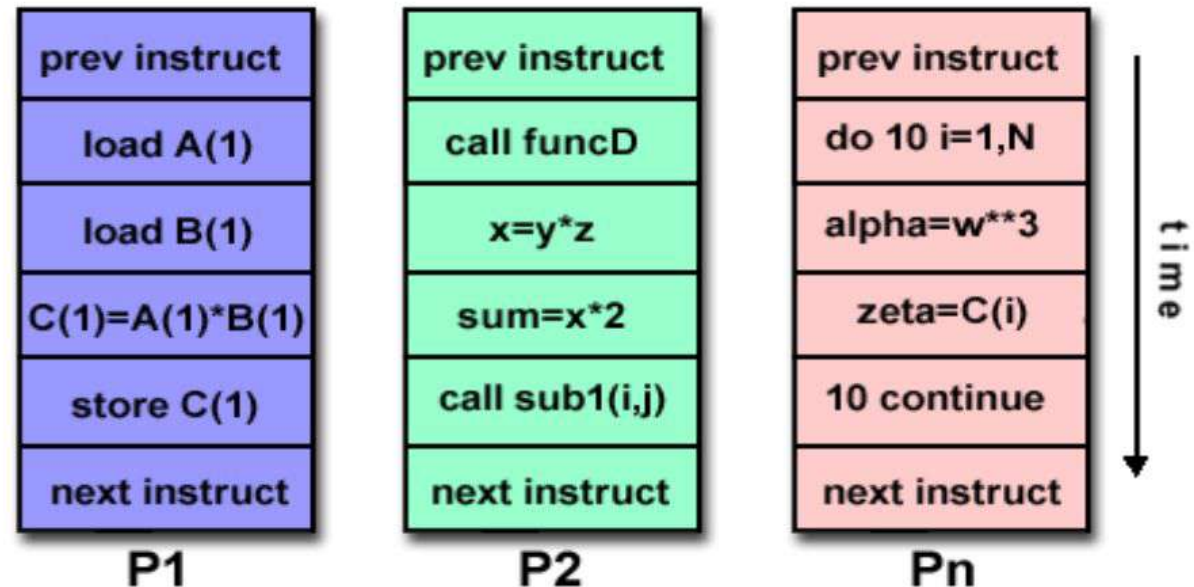 prev instruct
load A(1)
load B(1)
C(1)=A(1)*B(1)
store C(1)
next instruct
P1
prev instruct
call funcD
x=y*z
sum=x*2
call sub1(i,j)
next instruct
P2
prev instruct
do 10 i=1,N
alpha=w**3
zeta=C(i)
10 continue
next instruct
Pn
time